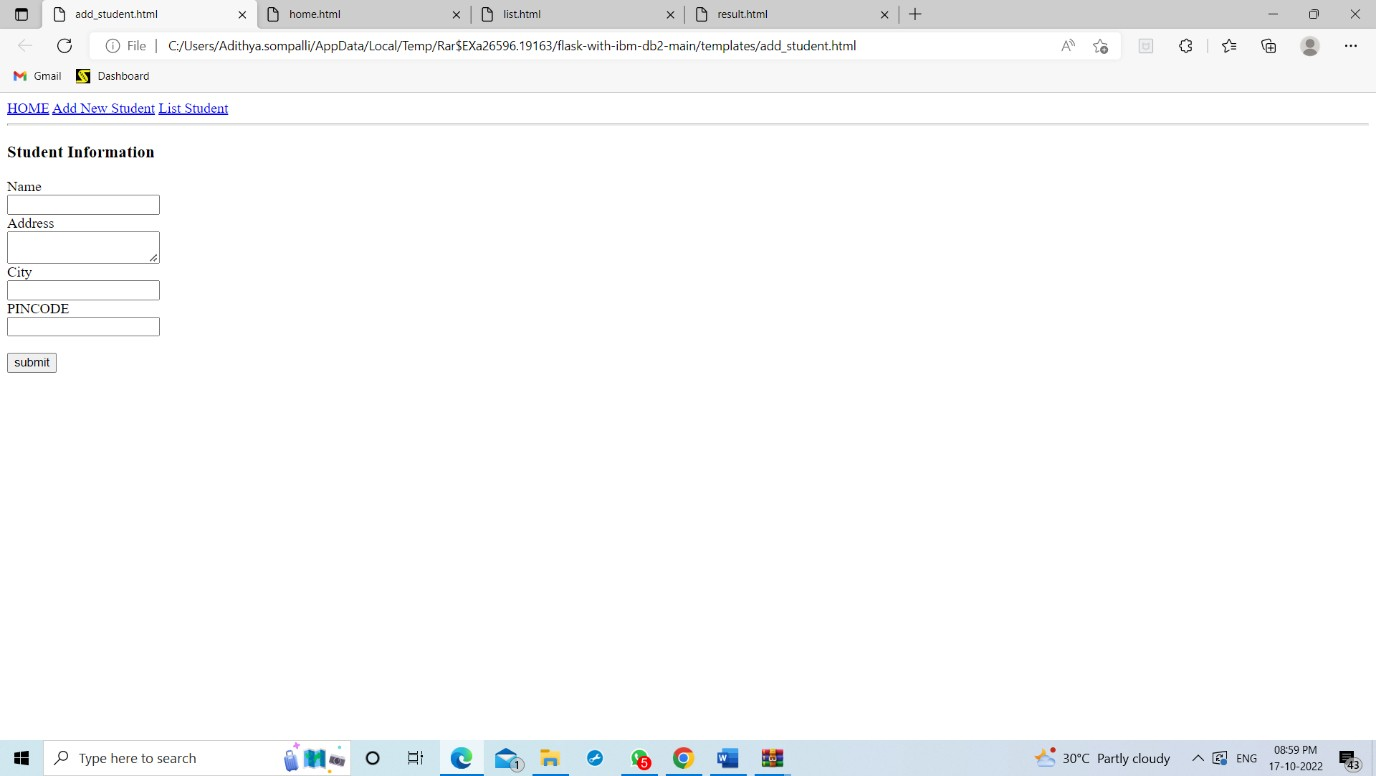 add_student.html
home.html
list.html
result.html
File
C:/Users/Adithya.sompalli/AppData/Local/Temp/Rar$EXa26596.19163/flask-with-ibm-db2-main/templates/add_student.html
Gmail
Dashboard
HOME Add New Student List Student
Student Information
Name
Address
City
PINCODE
submit
Type here to search
1
5
W
30°C Partly cloudy
ENG
08:59 PM
17-10-2022
43